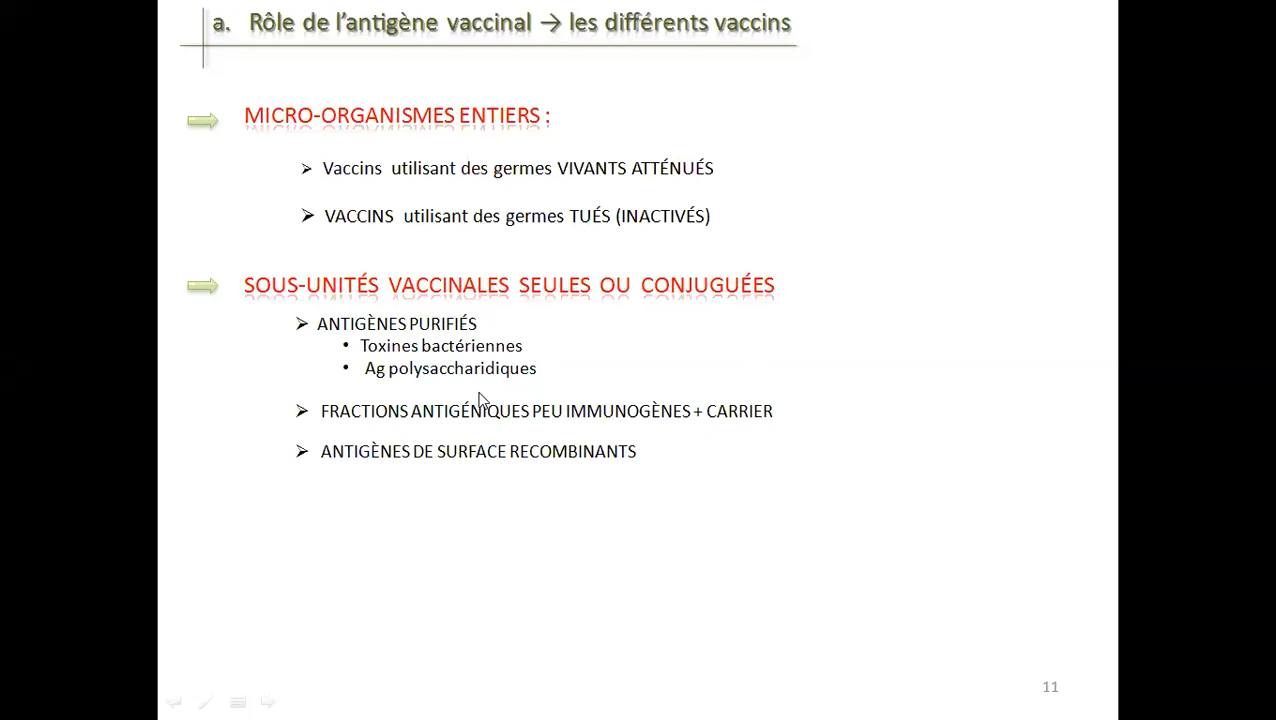 a. Rôle de l'antigène vaccinal → les différents vaccins
MICRO-ORGANISMES ENTIERS :
➢ Vaccins utilisant des germes VIVANTS ATTÉNUÉS
➢ VACCINS utilisant des germes TUÉS (INACTIVÉS)
SOUS-UNITÉS VACCINALES SEULES OU CONJUGUÉES
➢ ANTIGÈNES PURIFIÉS
• Toxines bactériennes
• Ag polysaccharidiques
➢ FRACTIONS ANTIGÉNIQUES PEU IMMUNOGÈNES + CARRIER
➢ ANTIGÈNES DE SURFACE RECOMBINANTS
11